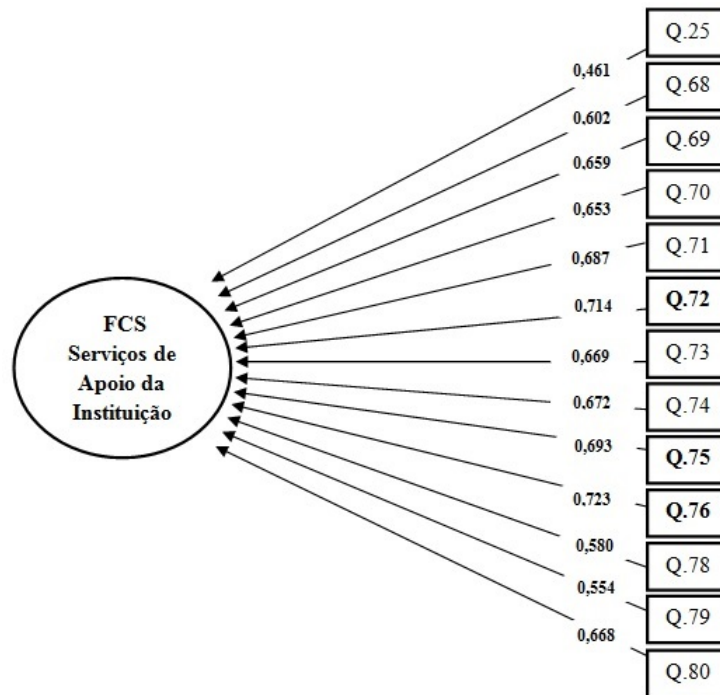 Q.25
0,461
Q.68
0,602
Q.69
0,659
Q.70
0,653
Q.71
0,687
Q.72
0,714
Q.73
0,669
Q.74
0,672
Q.75
0,693
Q.76
0,723
Q.78
0,580
Q.79
0,554
Q.80
0,668
FCS
Serviços de
Apoio da
Instituição